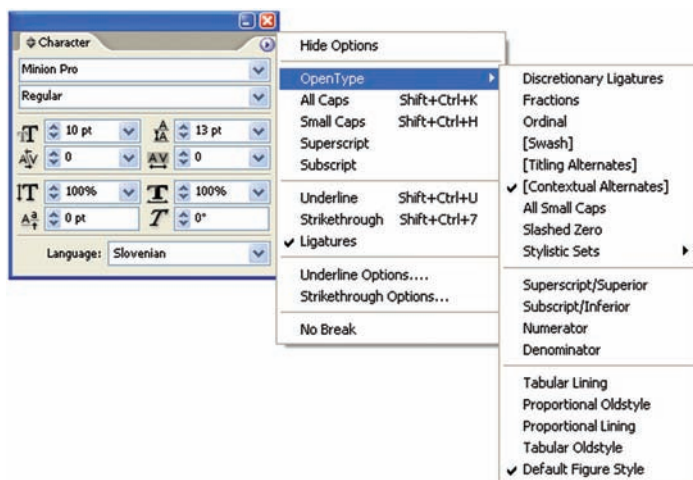 Character
Minion Pro
Regular
10 pt
13 pt
0
0
100%
100%
0 pt
0°
Language: Slovenian
Hide Options
OpenType
All Caps Shift+Ctrl+K
Small Caps Shift+Ctrl+H
Superscript
Subscript
Underline Shift+Ctrl+U
Strikethrough Shift+Ctrl+7
Ligatures
Underline Options....
Strikethrough Options...
No Break
Discretionary Ligatures
Fractions
Ordinal
[Swash]
[Titling Alternates]
[Contextual Alternates]
All Small Caps
Slashed Zero
Stylistic Sets
Superscript/Superior
Subscript/Inferior
Numerator
Denominator
Tabular Lining
Proportional Oldstyle
Proportional Lining
Tabular Oldstyle
Default Figure Style